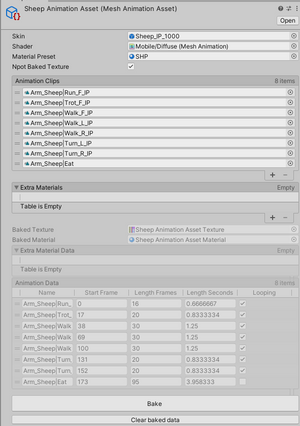 Sheep Animation Asset (Mesh Animation Asset)
Open
Skin Sheep_IP_1000
Shader Mobile/Diffuse (Mesh Animation)
Material Preset SHP
Npot Baked Texture
Animation Clips 8 items
Arm_Sheep|Run_F_IP
Arm_Sheep|Trot_F_IP
Arm_Sheep|Walk_F_IP
Arm_Sheep|Walk_L_IP
Arm_Sheep|Walk_R_IP
Arm_Sheep|Turn_L_IP
Arm_Sheep|Turn_R_IP
Arm_Sheep|Eat
+ −
Extra Materials Empty
Table is Empty
+ −
Baked Texture Sheep Animation Asset Texture
Baked Material Sheep Animation Asset Material
Extra Material Data Empty
Table is Empty
Animation Data 8 items
Name Start Frame Length Frames Length Seconds Looping
Arm_Sheep|Run_ 0 16 0.6666667
Arm_Sheep|Trot_ 17 20 0.8333334
Arm_Sheep|Walk 38 30 1.25
Arm_Sheep|Walk 69 30 1.25
Arm_Sheep|Walk 100 30 1.25
Arm_Sheep|Turn_ 131 20 0.8333334
Arm_Sheep|Turn_ 152 20 0.8333334
Arm_Sheep|Eat 173 95 3.958333
Bake
Clear baked data